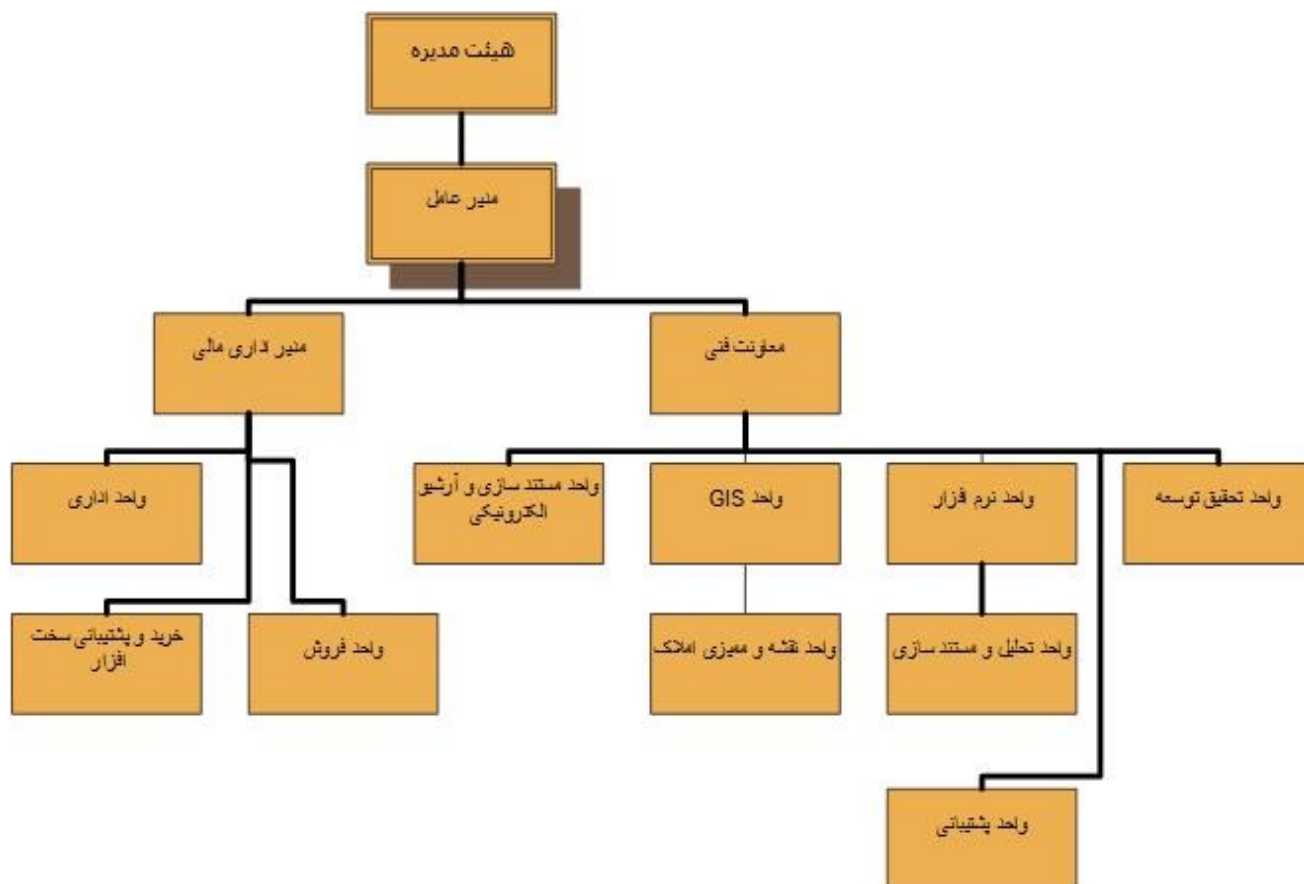 هیئت مدیره
مدیر عامل
معاونت فنی
مدیر اداری مالی
واحد تحقیق توسعه
واحد نرم افزار
واحد GIS
واحد مستند سازی و آرشیو
الکترونیکی
واحد اداری
واحد تحلیل و مستند سازی
واحد نقشه و ممیزی املاک
واحد فروش
خرید و پشتیبانی سخت
افزار
واحد پشتیبانی